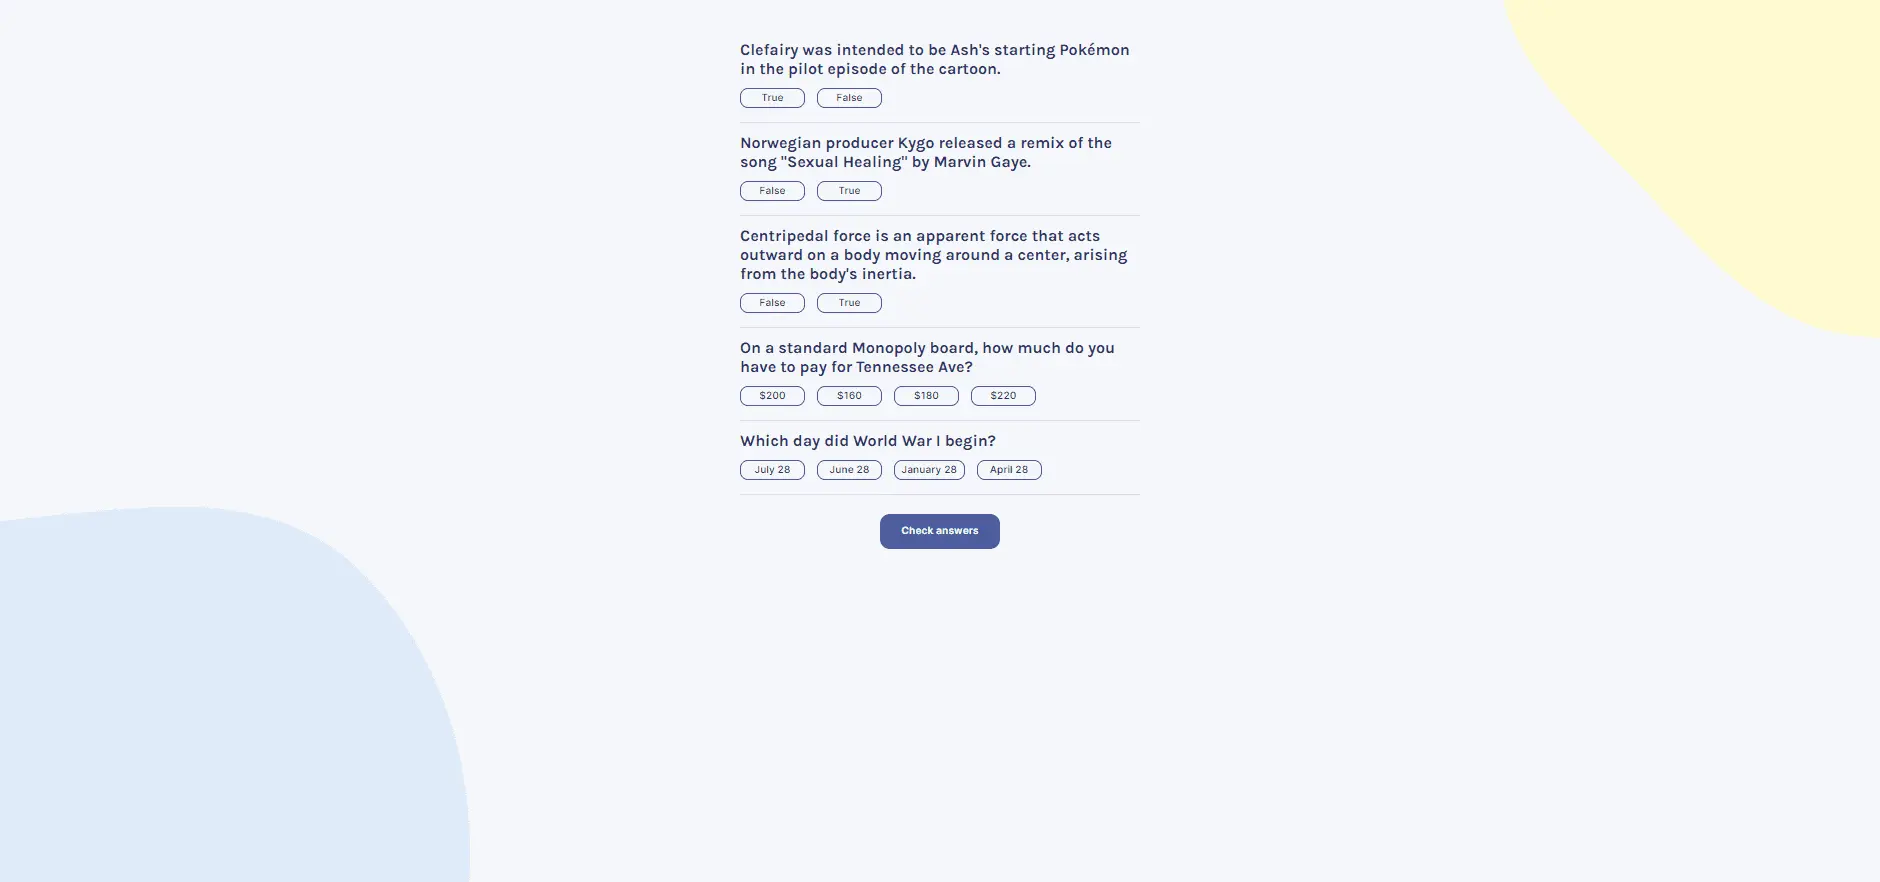 Clefairy was intended to be Ash's starting Pokémon
in the pilot episode of the cartoon.
True False
Norwegian producer Kygo released a remix of the
song "Sexual Healing" by Marvin Gaye.
False True
Centripedal force is an apparent force that acts
outward on a body moving around a center, arising
from the body's inertia.
False True
On a standard Monopoly board, how much do you
have to pay for Tennessee Ave?
$200 $160 $180 $220
Which day did World War I begin?
July 28 June 28 January 28 April 28
Check answers